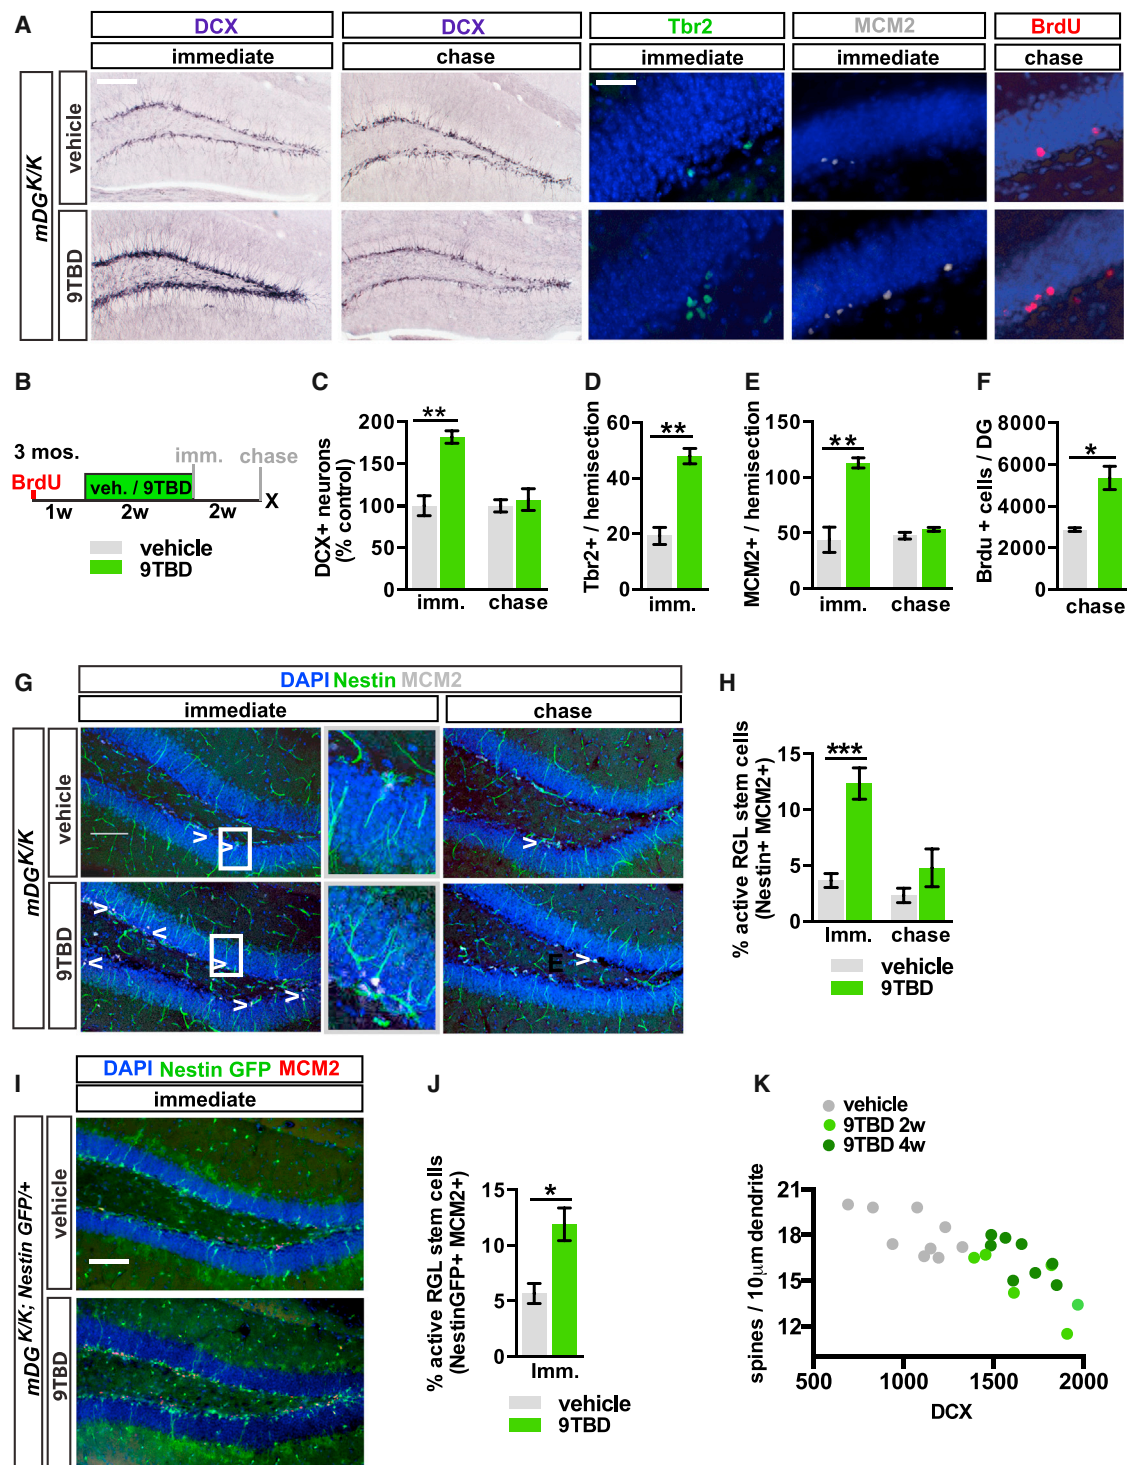 A
DCX DCX Tbr2 MCM2 BrdU
immediate chase immediate immediate chase
mDG^K/K
vehicle
9TBD
B
3 mos.
BrdU
veh. / 9TBD
imm.
chase
X
1w 2w 2w
vehicle
9TBD
C
DCX+ neurons
(% control)
200
150
100
50
0
**
imm. chase
D
Tbr2+ / hemisection
60
40
20
0
**
imm.
E
MCM2+ / hemisection
150
100
50
0
**
imm. chase
F
Brdu + cells / DG
8000
6000
4000
2000
0
*
chase
G
DAPI Nestin MCM2
immediate chase
mDG^K/K
vehicle
9TBD
E
H
% active RGL stem cells
(Nestin+ MCM2+)
15
10
5
0
***
Imm. chase
vehicle
9TBD
I
DAPI Nestin GFP MCM2
immediate
mDG^K/K; Nestin GFP/+
vehicle
9TBD
J
% active RGL stem cells
(NestinGFP+ MCM2+)
15
10
5
0
*
Imm.
vehicle
9TBD
K
vehicle
9TBD 2w
9TBD 4w
spines / 10µm dendrite
21
18
15
12
500 1000 1500 2000
DCX